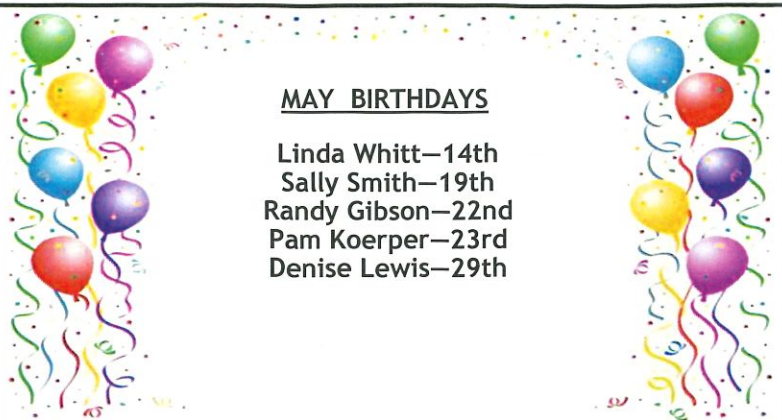 MAY BIRTHDAYS
Linda Whitt—14th
Sally Smith—19th
Randy Gibson—22nd
Pam Koerper—23rd
Denise Lewis—29th